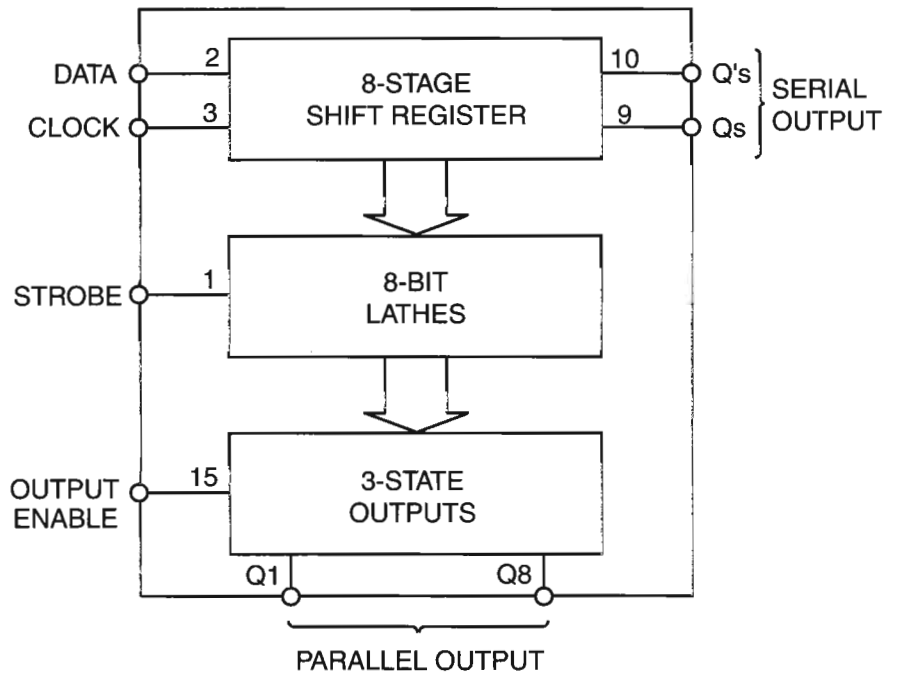 DATA
2
8-STAGE
SHIFT REGISTER
10
Q's
SERIAL
OUTPUT
CLOCK
3
9
Qs
STROBE
1
8-BIT
LATHES
OUTPUT
ENABLE
15
3-STATE
OUTPUTS
Q1
Q8
PARALLEL OUTPUT